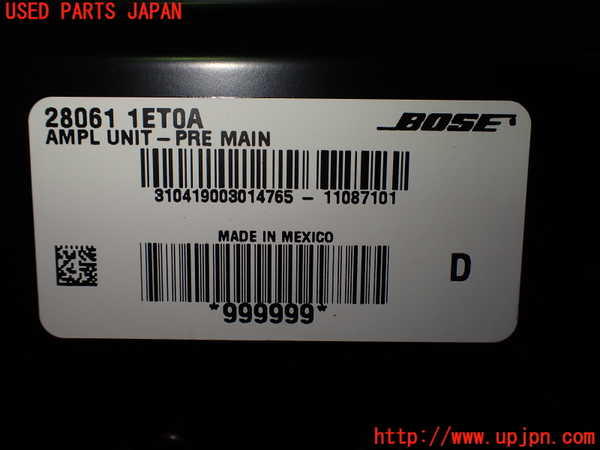 USED PARTS JAPAN
28061 1ET0A
AMPL UNIT-PRE MAIN
BOSE
310419003014765 - 11087101
MADE IN MEXICO
D
*999999*
http://www.upjpn.com/